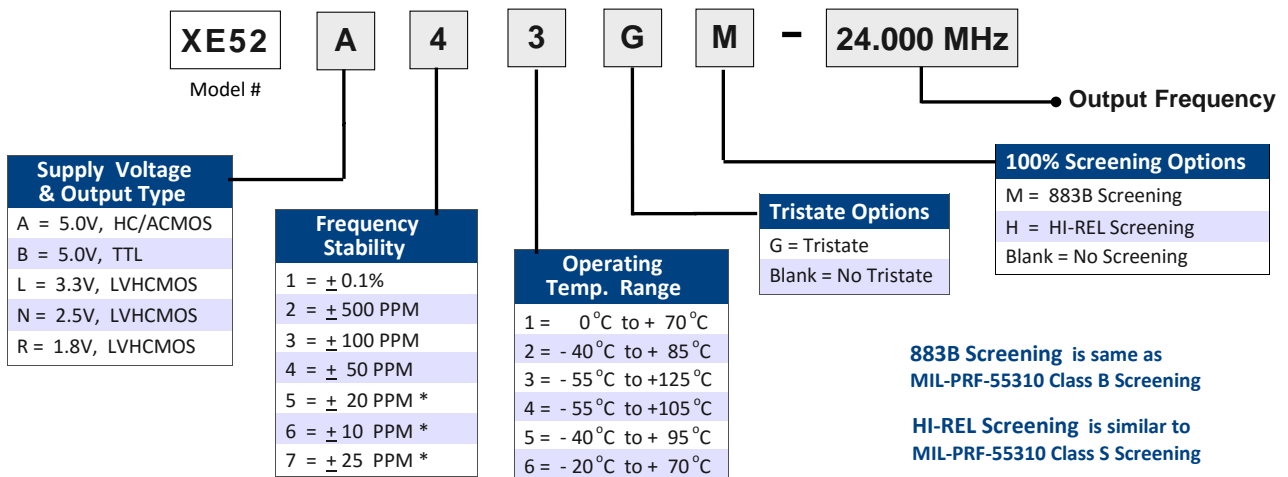 XE52 A 4 3 G M - 24.000 MHz
Model #
Output Frequency
Supply Voltage
& Output Type
A = 5.0V, HC/ACMOS
B = 5.0V, TTL
L = 3.3V, LVHCMOS
N = 2.5V, LVHCMOS
R = 1.8V, LVHCMOS
Frequency
Stability
1 = ± 0.1%
2 = ± 500 PPM
3 = ± 100 PPM
4 = ± 50 PPM
5 = ± 20 PPM *
6 = ± 10 PPM *
7 = ± 25 PPM *
Operating
Temp. Range
1 = 0°C to + 70°C
2 = - 40°C to + 85°C
3 = - 55°C to +125°C
4 = - 55°C to +105°C
5 = - 40°C to + 95°C
6 = - 20°C to + 70°C
Tristate Options
G = Tristate
Blank = No Tristate
100% Screening Options
M = 883B Screening
H = HI-REL Screening
Blank = No Screening
883B Screening is same as
MIL-PRF-55310 Class B Screening
HI-REL Screening is similar to
MIL-PRF-55310 Class S Screening